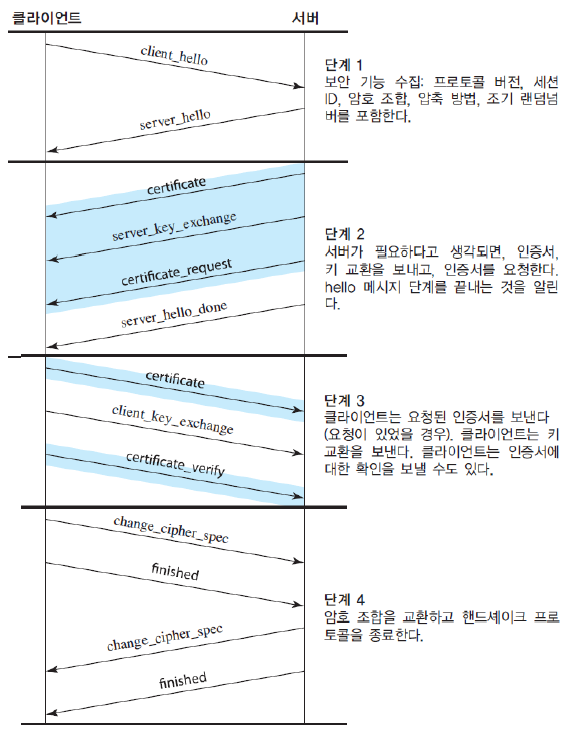 클라이언트
서버
client_hello
단계 1
보안 기능 수집: 프로토콜 버전, 세션
ID, 암호 조합, 압축 방법, 조기 랜덤넘
버를 포함한다.
server_hello
certificate
server_key_exchange
단계 2
서버가 필요하다고 생각되면, 인증서,
키 교환을 보내고, 인증서를 요청한다.
hello 메시지 단계를 끝내는 것을 알린
다.
certificate_request
server_hello_done
certificate
단계 3
클라이언트는 요청된 인증서를 보낸다
(요청이 있었을 경우). 클라이언트는 키
교환을 보낸다. 클라이언트는 인증서에
대한 확인을 보낼 수도 있다.
client_key_exchange
certificate_verify
change_cipher_spec
finished
단계 4
암호 조합을 교환하고 핸드셰이크 프로
토콜을 종료한다.
change_cipher_spec
finished